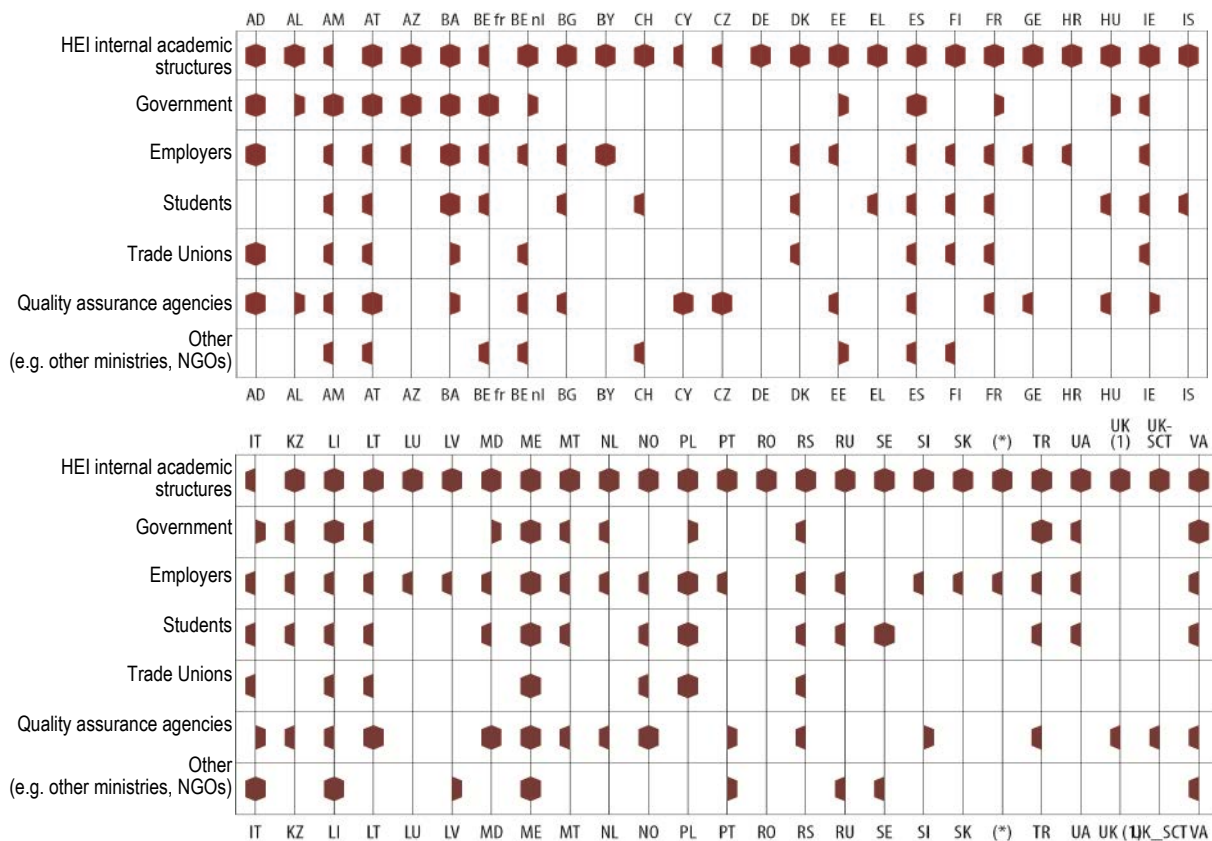 AD AL AM AT AZ BA BE fr BE nl BG BY CH CY CZ DE DK EE EL ES FI FR GE HR HU IE IS
HEI internal academic
structures
Government
Employers
Students
Trade Unions
Quality assurance agencies
Other
(e.g. other ministries, NGOs)
AD AL AM AT AZ BA BE fr BE nl BG BY CH CY CZ DE DK EE EL ES FI FR GE HR HU IE IS
IT KZ LI LT LU LV MD ME MT NL NO PL PT RO RS RU SE SI SK (*) TR UA UK (1) UK-SCT VA
HEI internal academic
structures
Government
Employers
Students
Trade Unions
Quality assurance agencies
Other
(e.g. other ministries, NGOs)
IT KZ LI LT LU LV MD ME MT NL NO PL PT RO RS RU SE SI SK (*) TR UA UK (1) UK_SCT VA